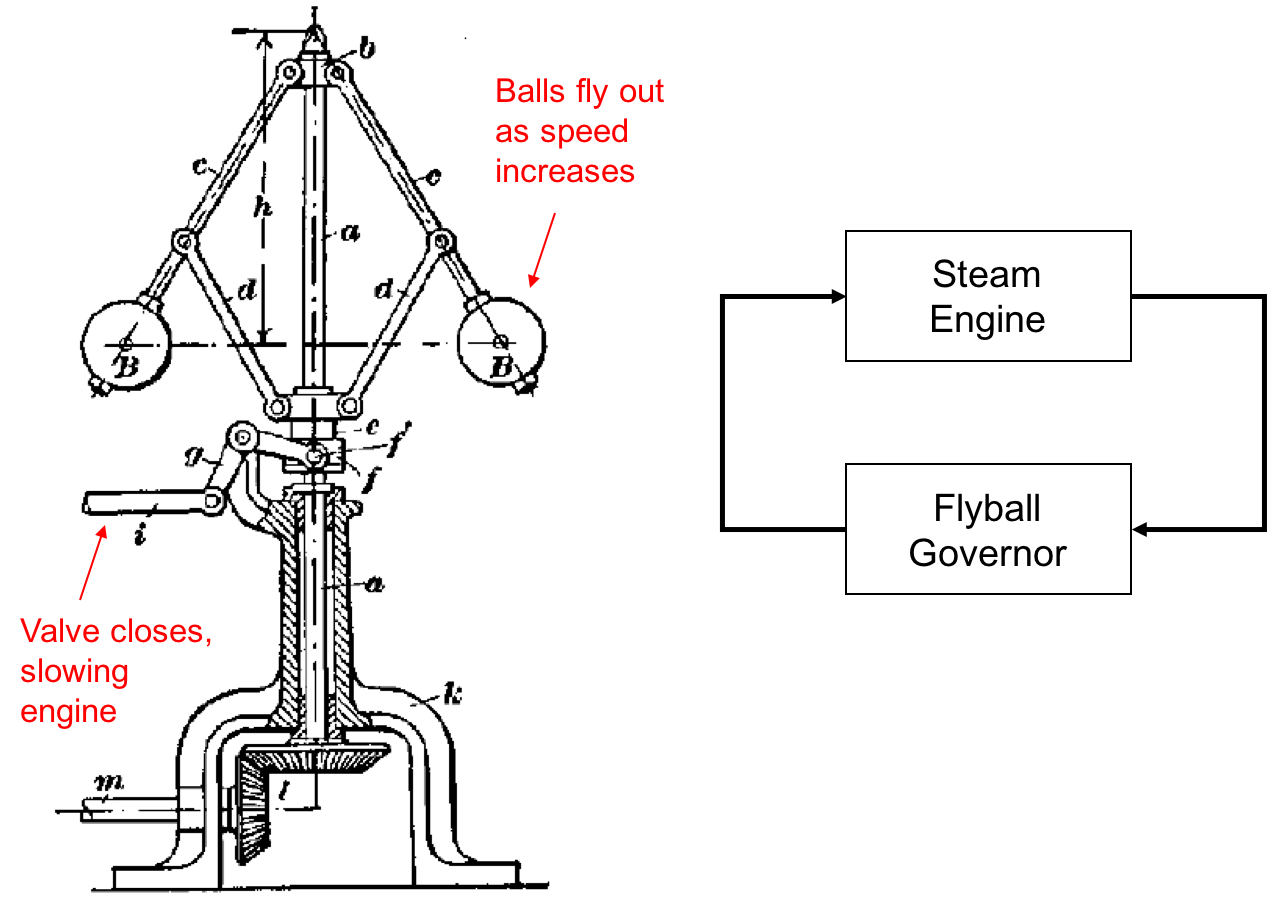 b
Balls fly out
as speed
increases
c
c
h
a
d
d
B
B
e
f'
g
f
i
a
Valve closes,
slowing
engine
k
m
l
Steam
Engine
Flyball
Governor